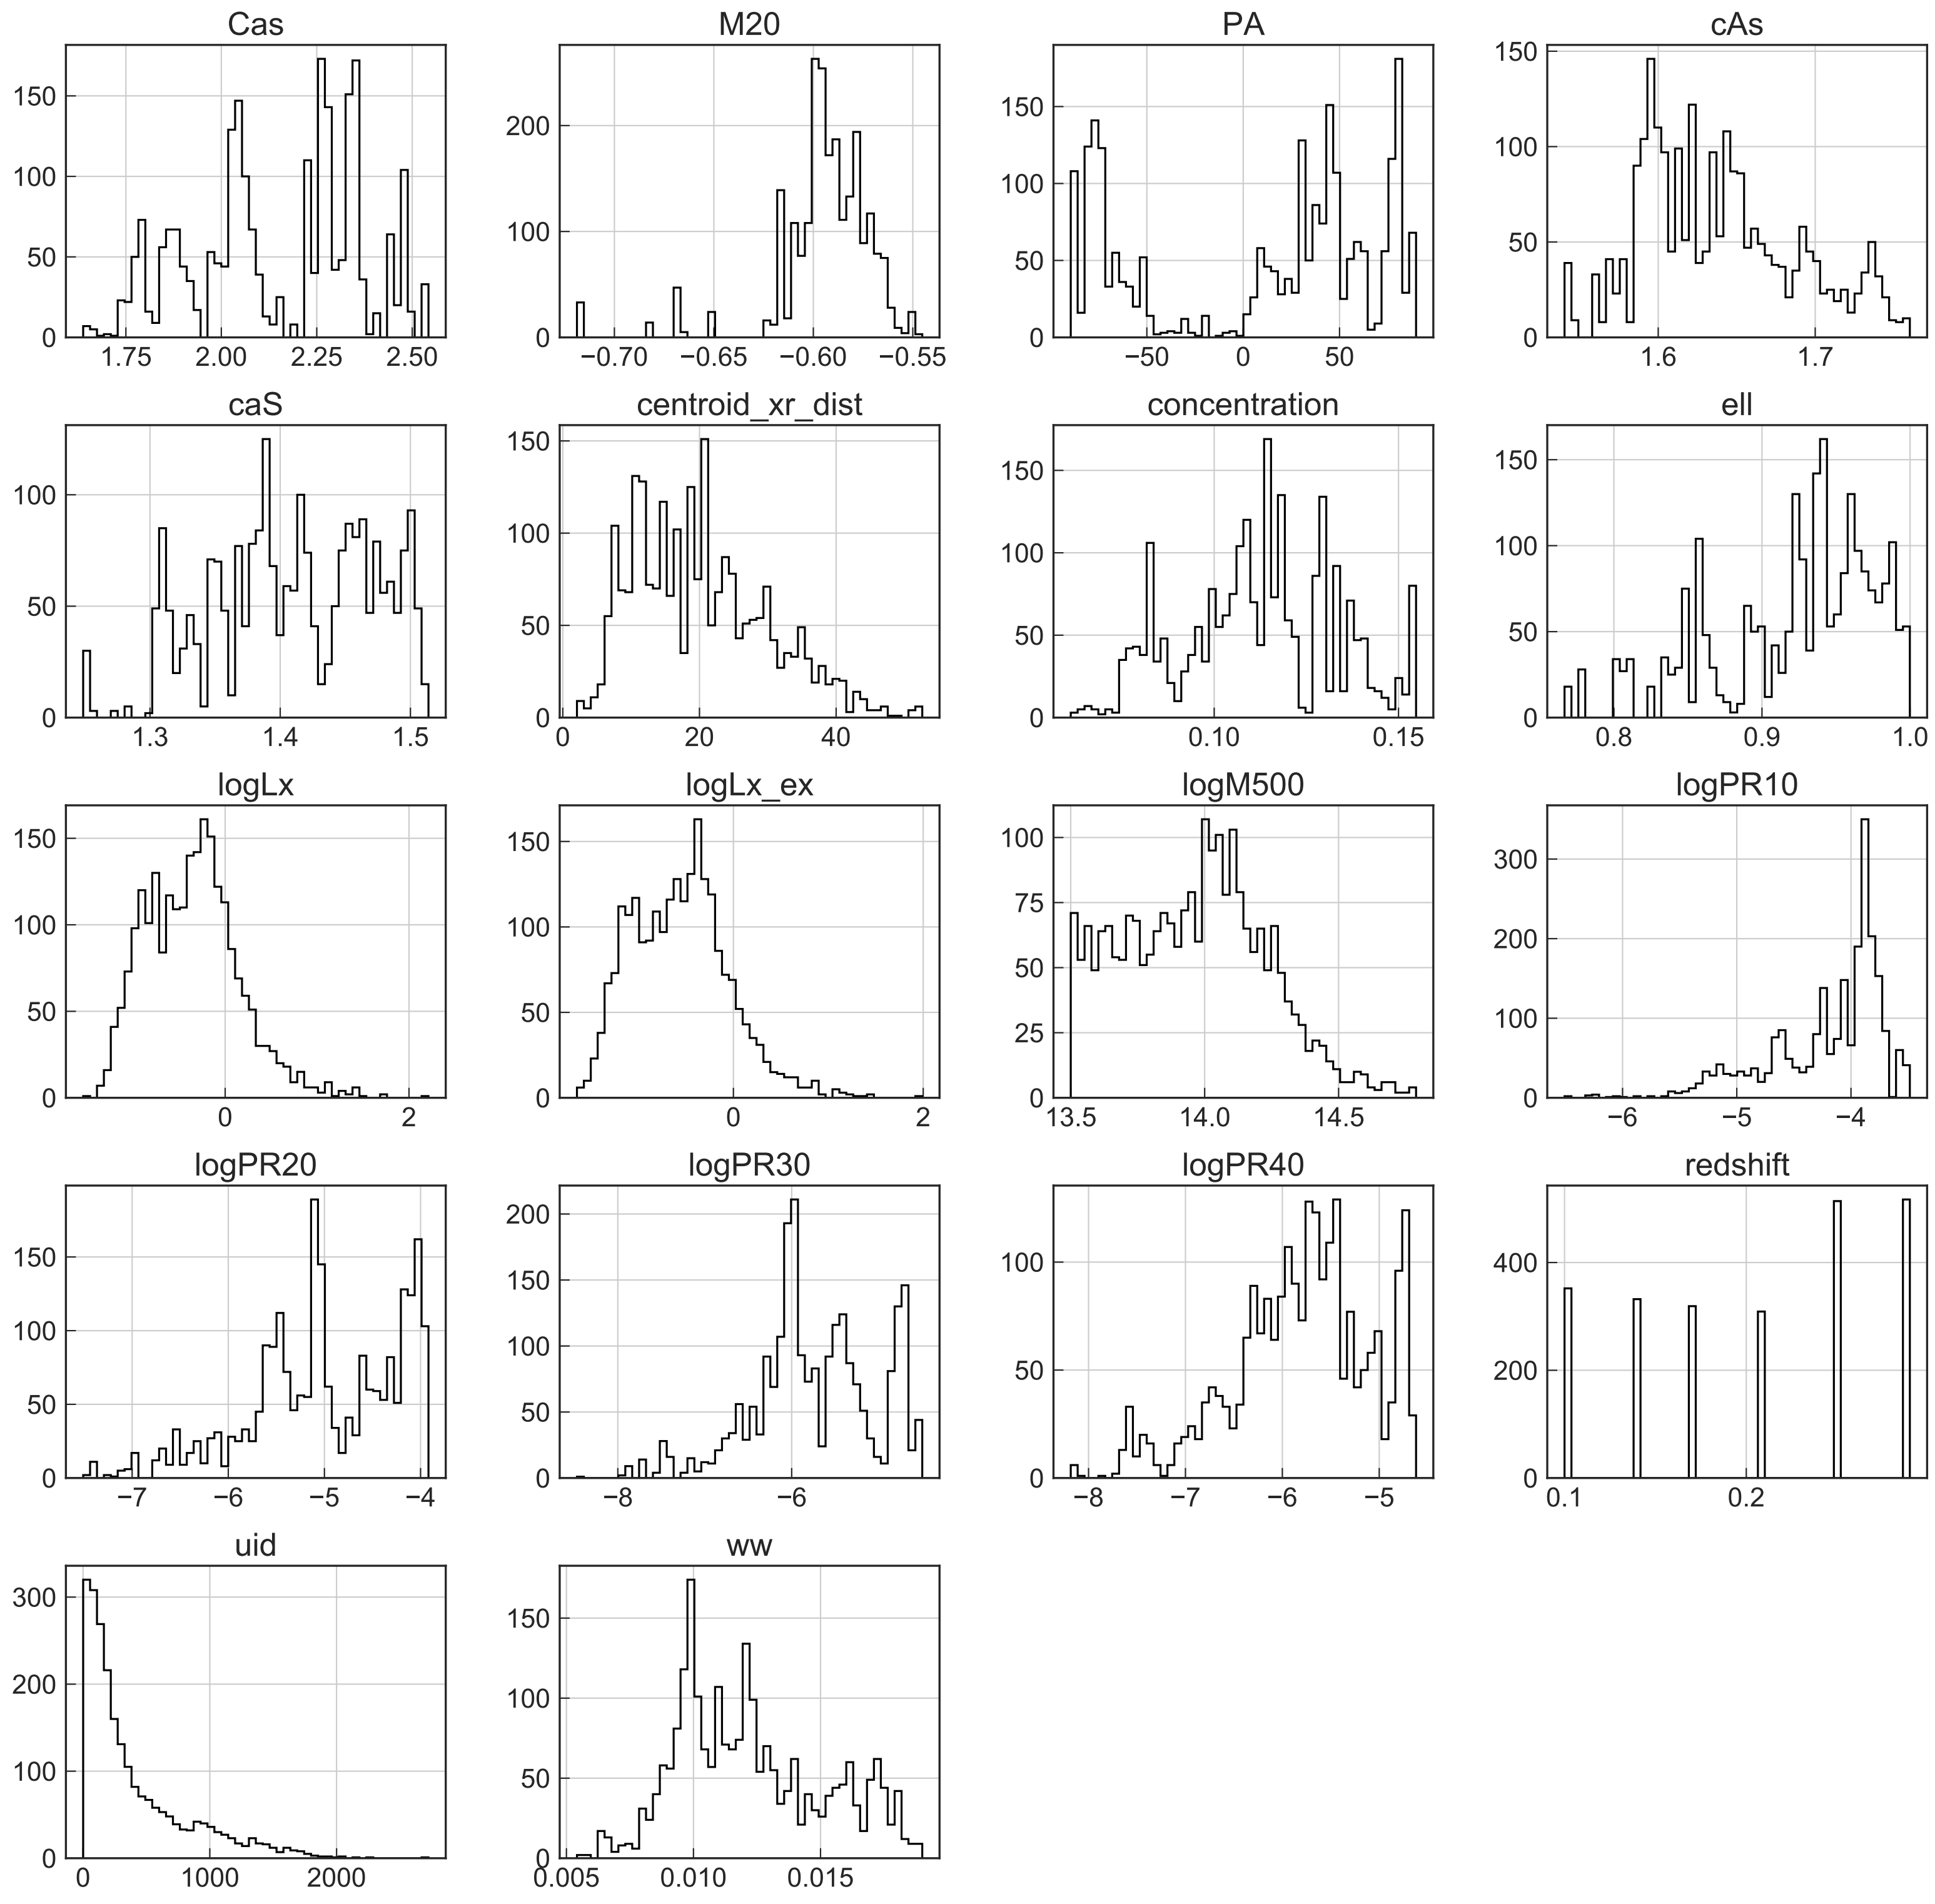 Cas
150
100
50
0
1.75 2.00 2.25 2.50
M20
200
100
0
−0.70 −0.65 −0.60 −0.55
PA
150
100
50
0
−50 0 50
cAs
150
100
50
0
1.6 1.7
caS
100
50
0
1.3 1.4 1.5
centroid_xr_dist
150
100
50
0
0 20 40
concentration
150
100
50
0
0.10 0.15
ell
150
100
50
0
0.8 0.9 1.0
logLx
150
100
50
0
0 2
logLx_ex
150
100
50
0
0 2
logM500
100
75
50
25
0
13.5 14.0 14.5
logPR10
300
200
100
0
−6 −5 −4
logPR20
150
100
50
0
−7 −6 −5 −4
logPR30
200
150
100
50
0
−8 −6
logPR40
100
50
0
−8 −7 −6 −5
redshift
400
200
0
0.1 0.2
uid
300
200
100
0
0 1000 2000
ww
150
100
50
0
0.005 0.010 0.015